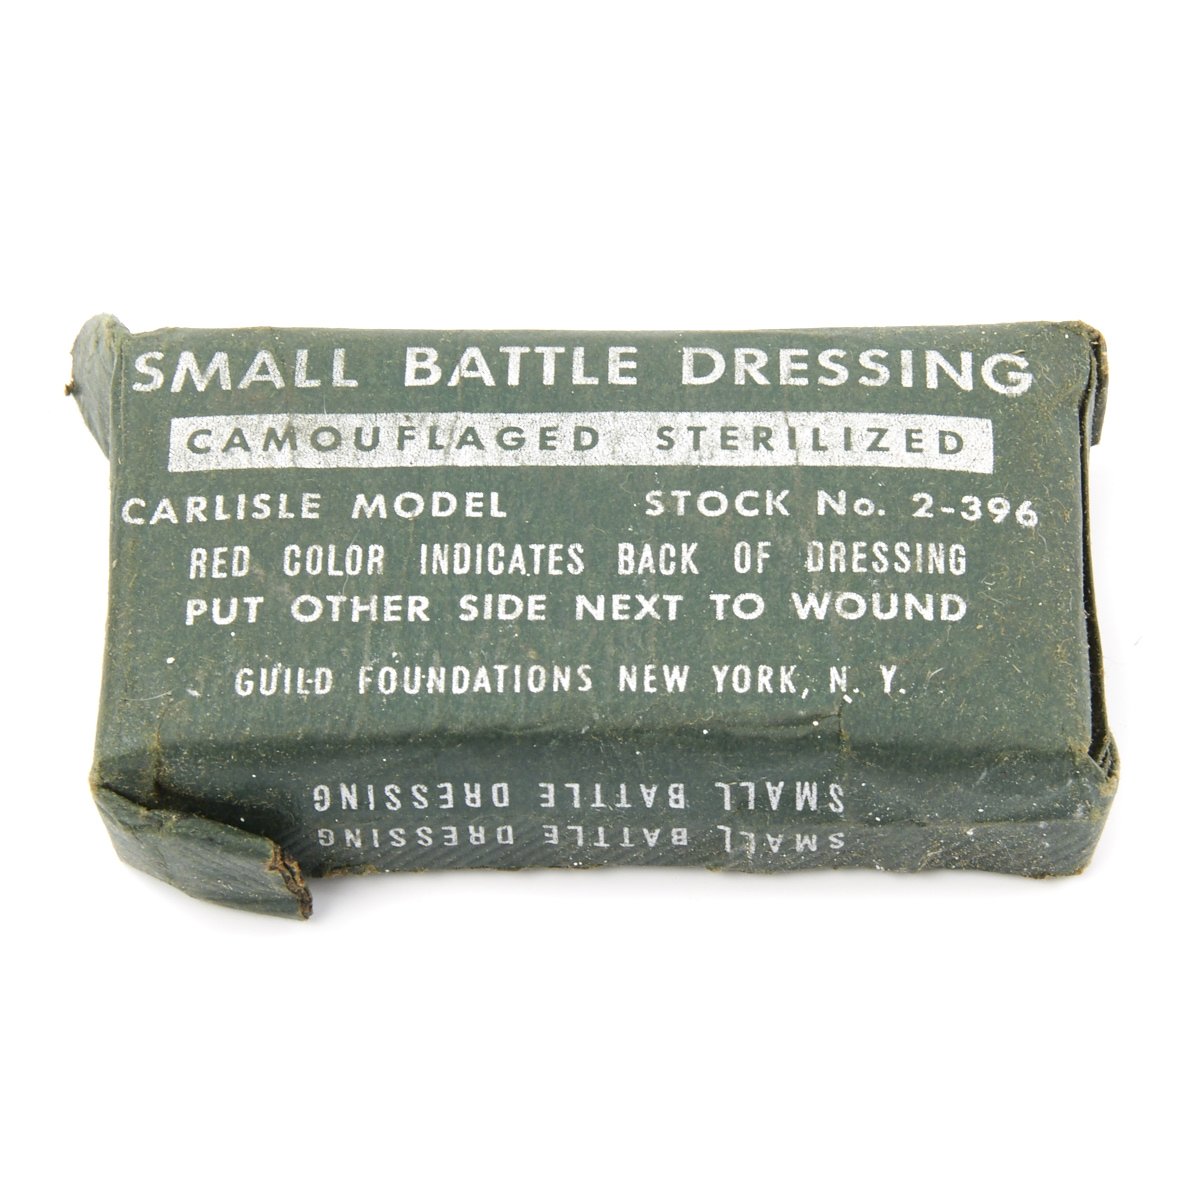 SMALL BATTLE DRESSING
CAMOUFLAGED STERILIZED
CARLISLE MODEL STOCK No. 2-396
RED COLOR INDICATES BACK OF DRESSING
PUT OTHER SIDE NEXT TO WOUND
GUILD FOUNDATIONS NEW YORK, N. Y.
SMALL BATTLE DRESSING
SMALL BATTLE DRESSING